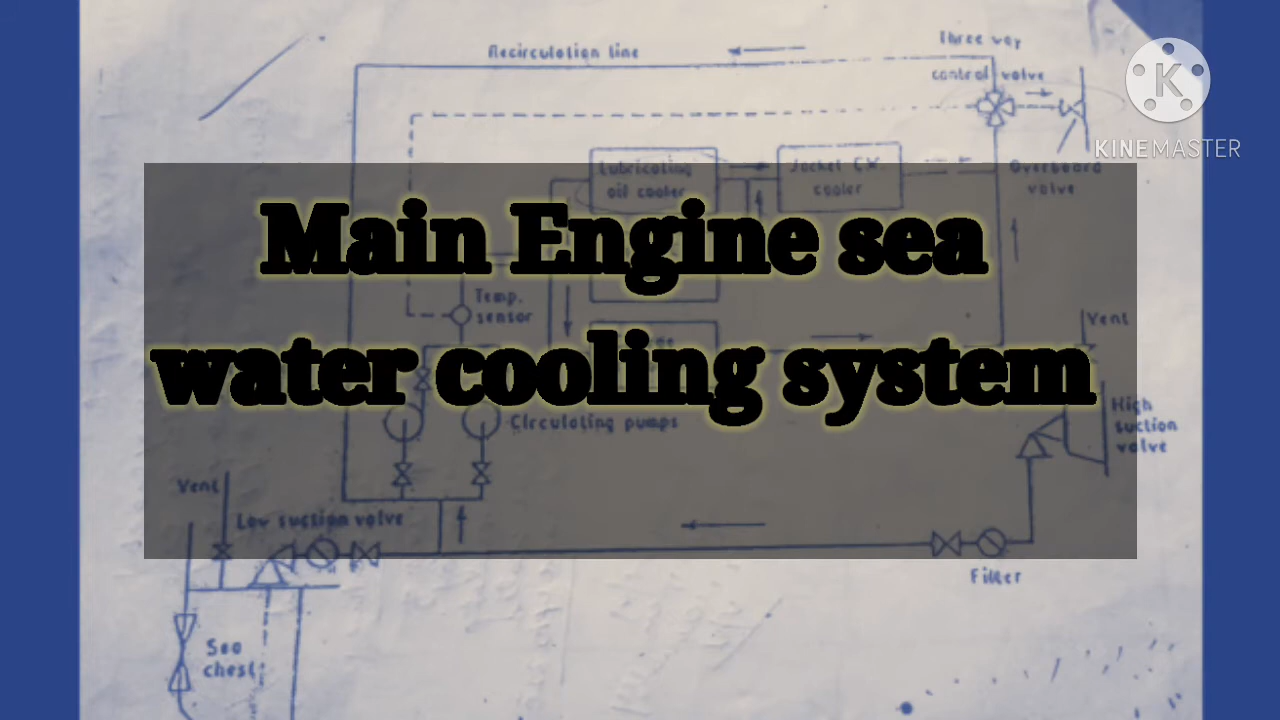 Recirculation line
Three way
control valve
K
KINEMASTER
Lubricating
oil cooler
Jacket C.W.
cooler
Overboard
valve
Main Engine sea
water cooling system
Temp.
sensor
Vent
Circulating pumps
High
suction
valve
Vent
Low suction valve
Filter
Sea
chest